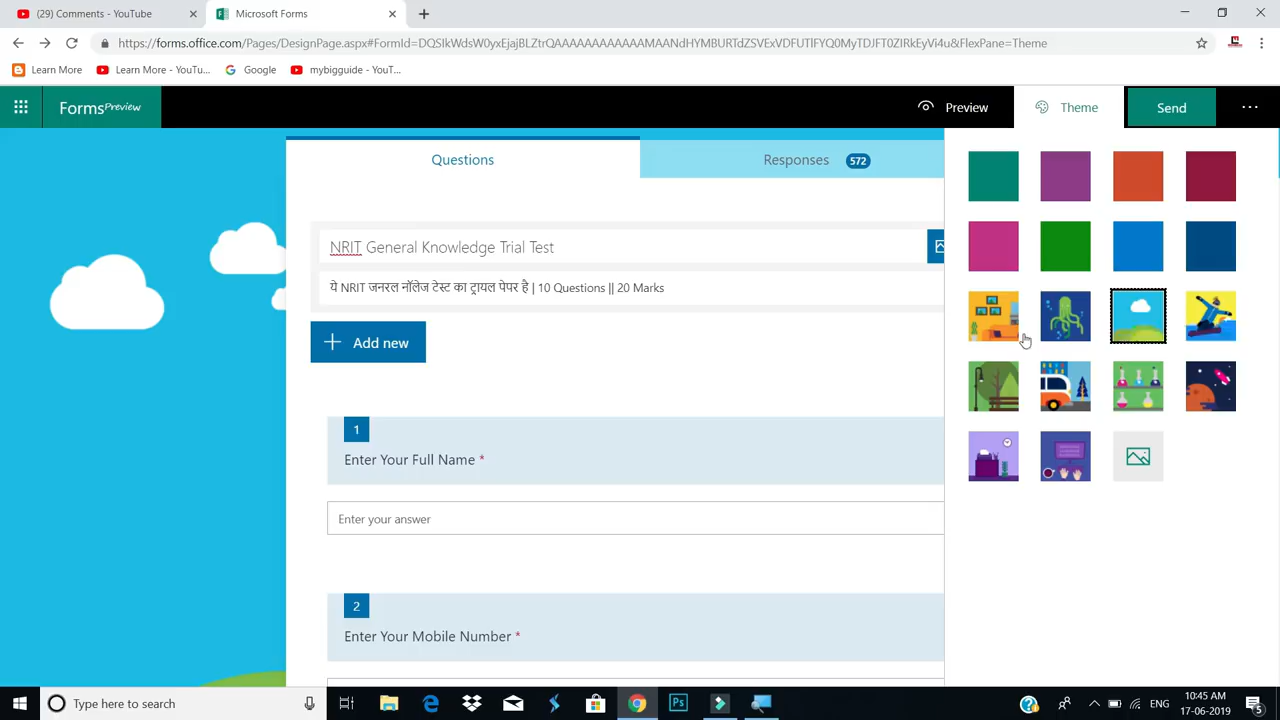 (29) Comments - YouTube
Microsoft Forms
https://forms.office.com/Pages/DesignPage.aspx#FormId=DQSIkWdsW0yxEjajBLZtrQAAAAAAAAAAAAMAANdHYMBURTdZSVExVDFUTlFYQ0MyTDJFT0ZIRkEyVi4u&FlexPane=Theme
Learn More
Learn More - YouTu...
Google
mybigguide - YouT...
Forms Preview
Preview
Theme
Send
Questions
Responses 572
NRIT General Knowledge Trial Test
ये NRIT जनरल नॉलेज टेस्ट का ट्रायल पेपर है | 10 Questions || 20 Marks
Add new
1
Enter Your Full Name *
Enter your answer
2
Enter Your Mobile Number *
Type here to search
ENG
10:45 AM
17-06-2019
5